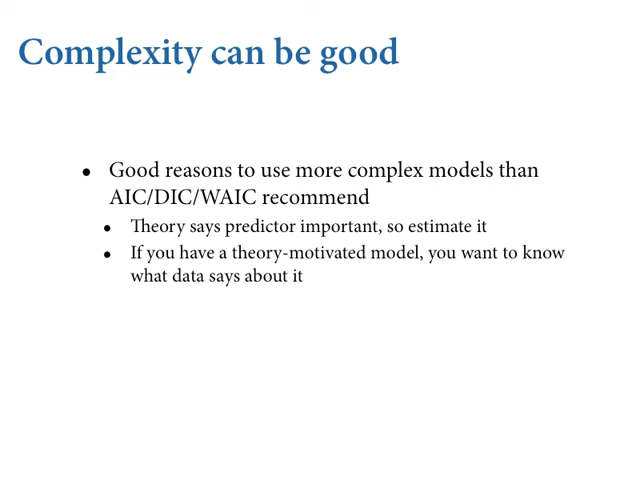 Complexity can be good
• Good reasons to use more complex models than
AIC/DIC/WAIC recommend
• Theory says predictor important, so estimate it
• If you have a theory-motivated model, you want to know
what data says about it